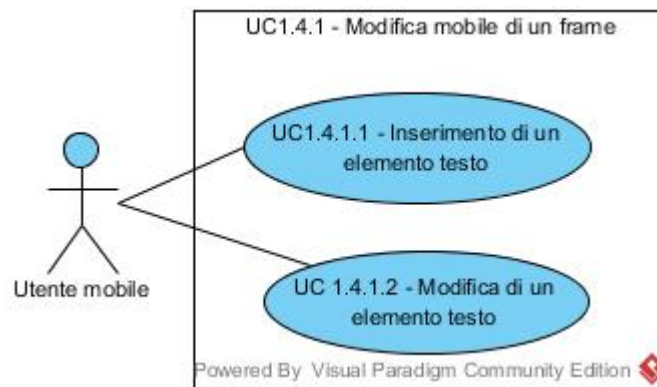 UC1.4.1 - Modifica mobile di un frame
UC1.4.1.1 - Inserimento di un
elemento testo
Utente mobile
UC 1.4.1.2 - Modifica di un
elemento testo
Powered By Visual Paradigm Community Edition